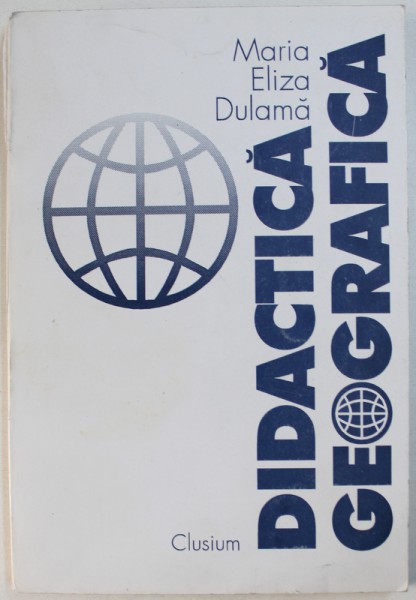 Maria
Eliza
Dulamă
DIDACTICĂ
GEOGRAFICĂ
Clusium